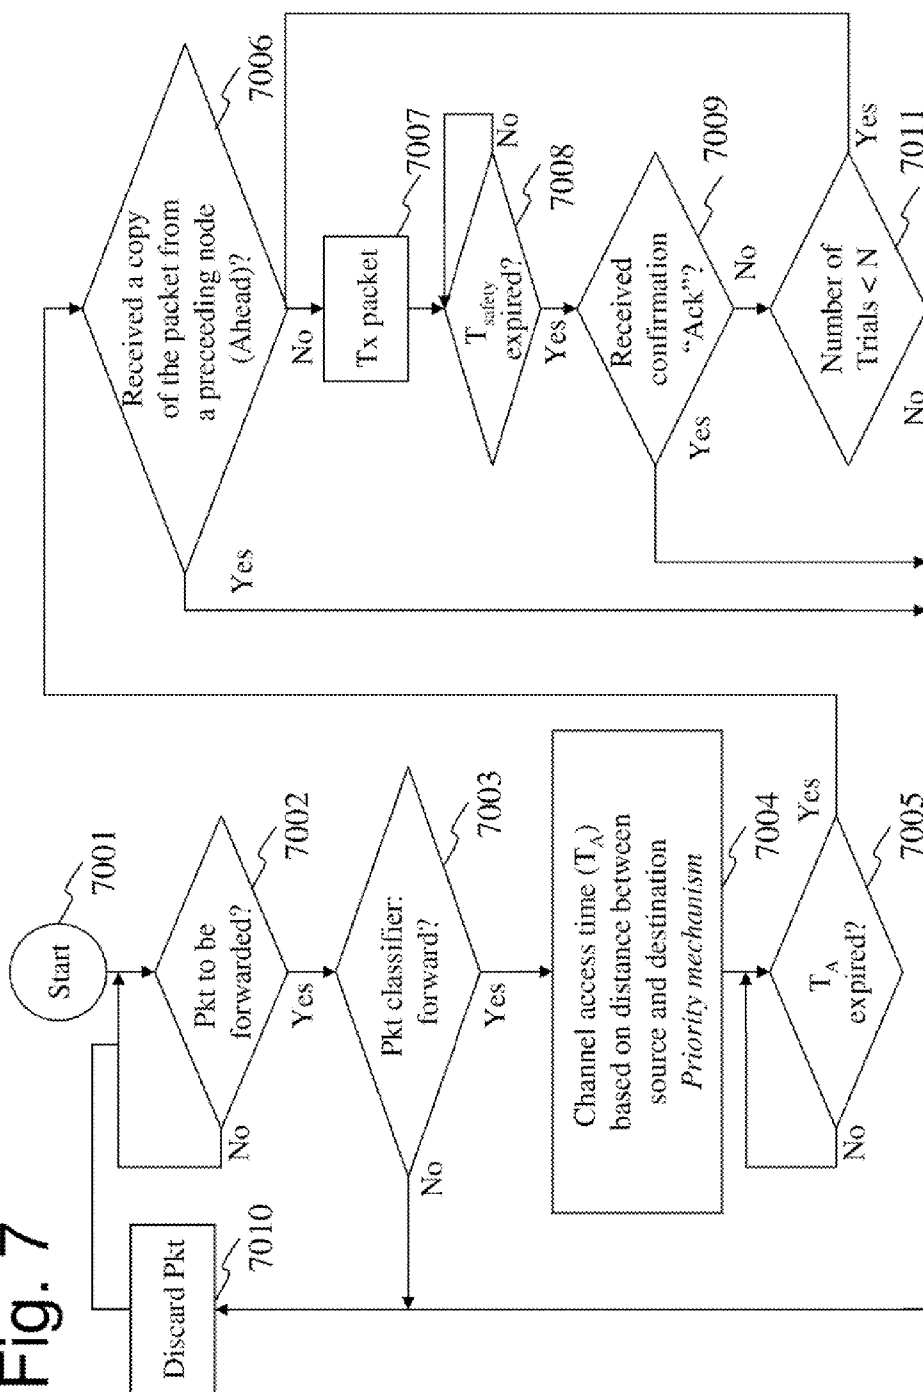 Fig. 7
Start
7001
Pkt to be
forwarded?
7002
No
Yes
Pkt classifier:
forward?
7003
No
Yes
Channel access time (T_A)
based on distance between
source and destination
Priority mechanism
7004
T_A
expired?
7005
No
Yes
Discard Pkt
7010
Received a copy
of the packet from
a preceding node
(Ahead)?
7006
Yes
No
Tx packet
7007
T_safety
expired?
7008
No
Yes
Received
confirmation
"Ack"?
7009
Yes
No
Number of
Trials < N
7011
Yes
No